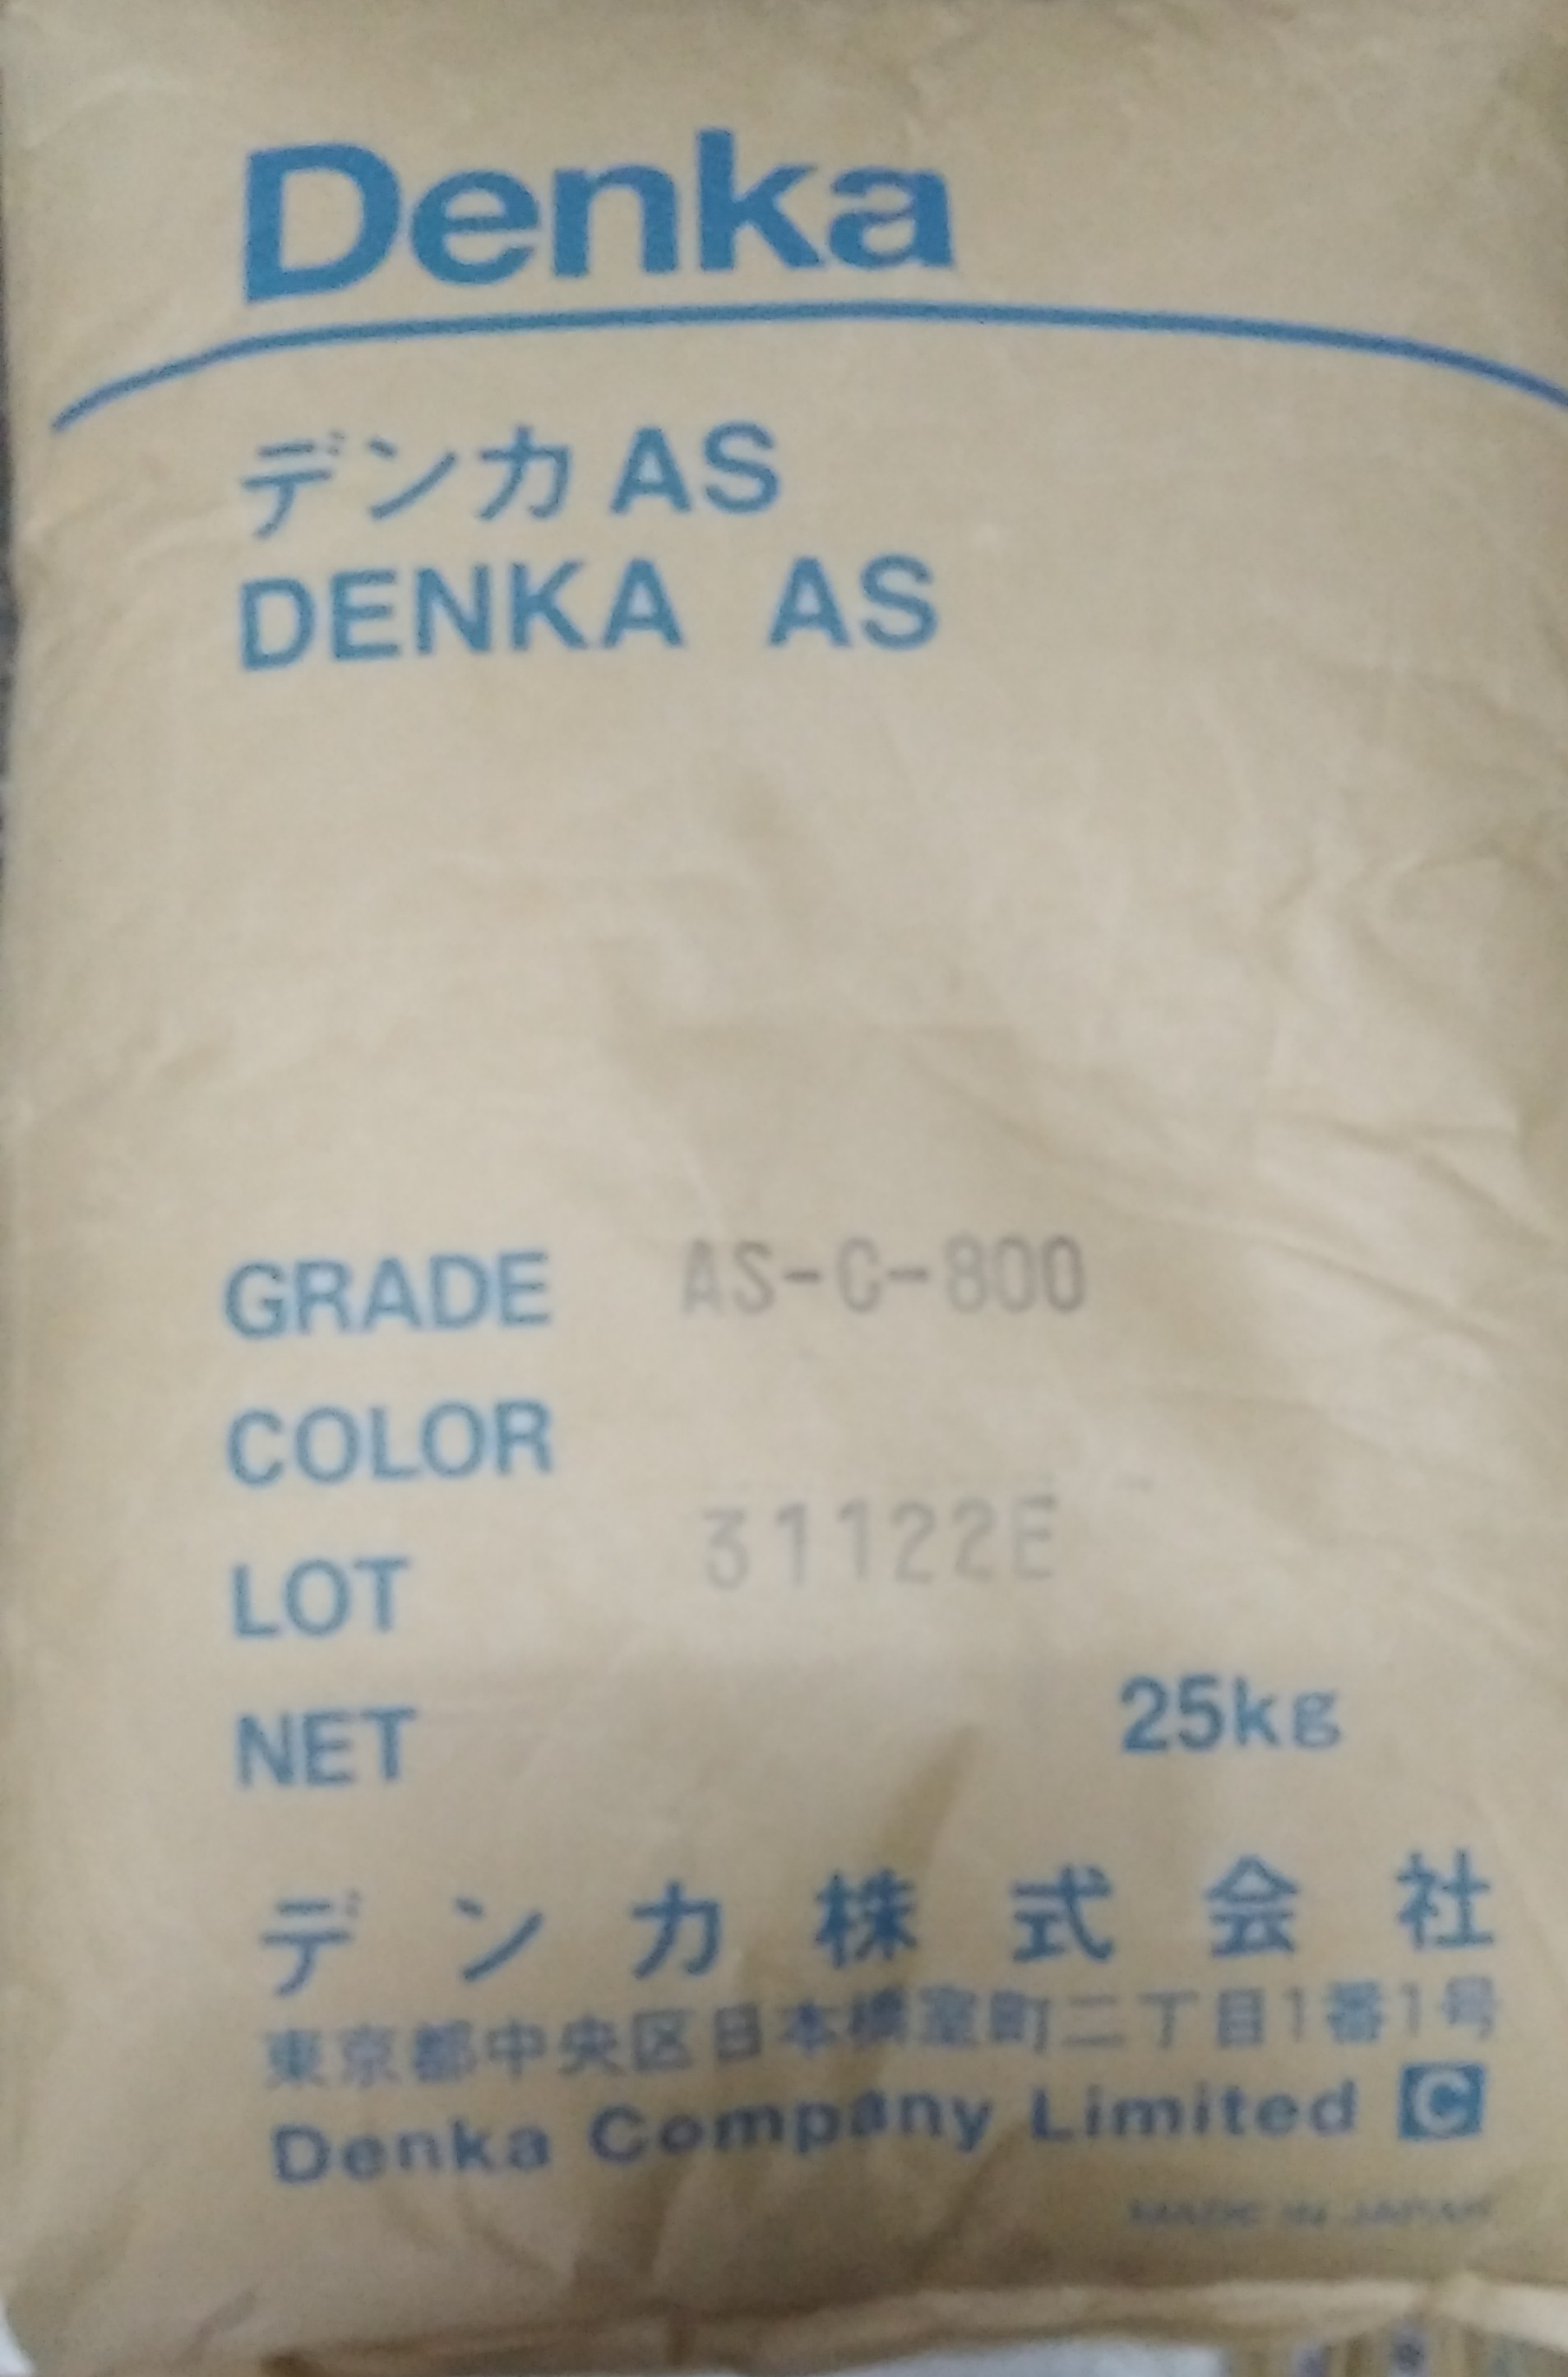 Denka
デンカAS
DENKA AS
GRADE AS-C-800
COLOR
LOT 31122E
NET 25kg
デンカ株式会社
東京都中央区日本橋室町二丁目1番1号
Denka Company Limited C
MADE IN JAPAN